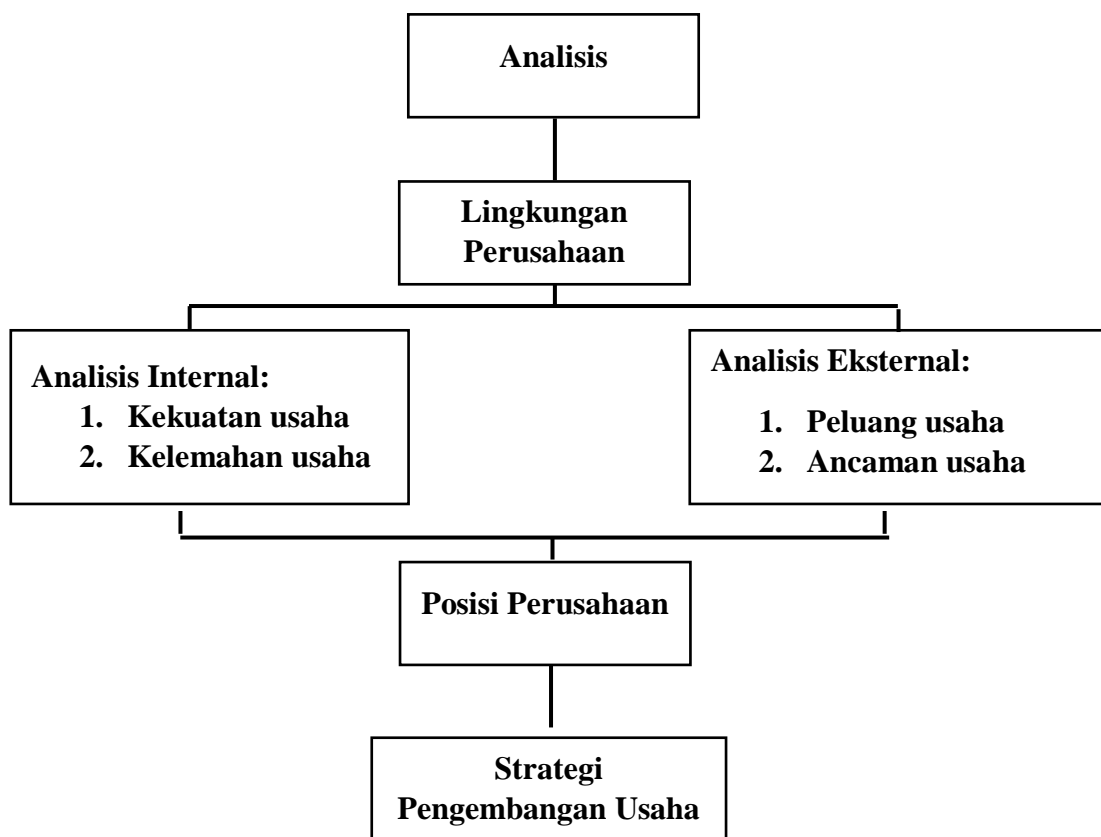 Analisis
Lingkungan
Perusahaan
Analisis Internal:
1. Kekuatan usaha
2. Kelemahan usaha
Analisis Eksternal:
1. Peluang usaha
2. Ancaman usaha
Posisi Perusahaan
Strategi
Pengembangan Usaha